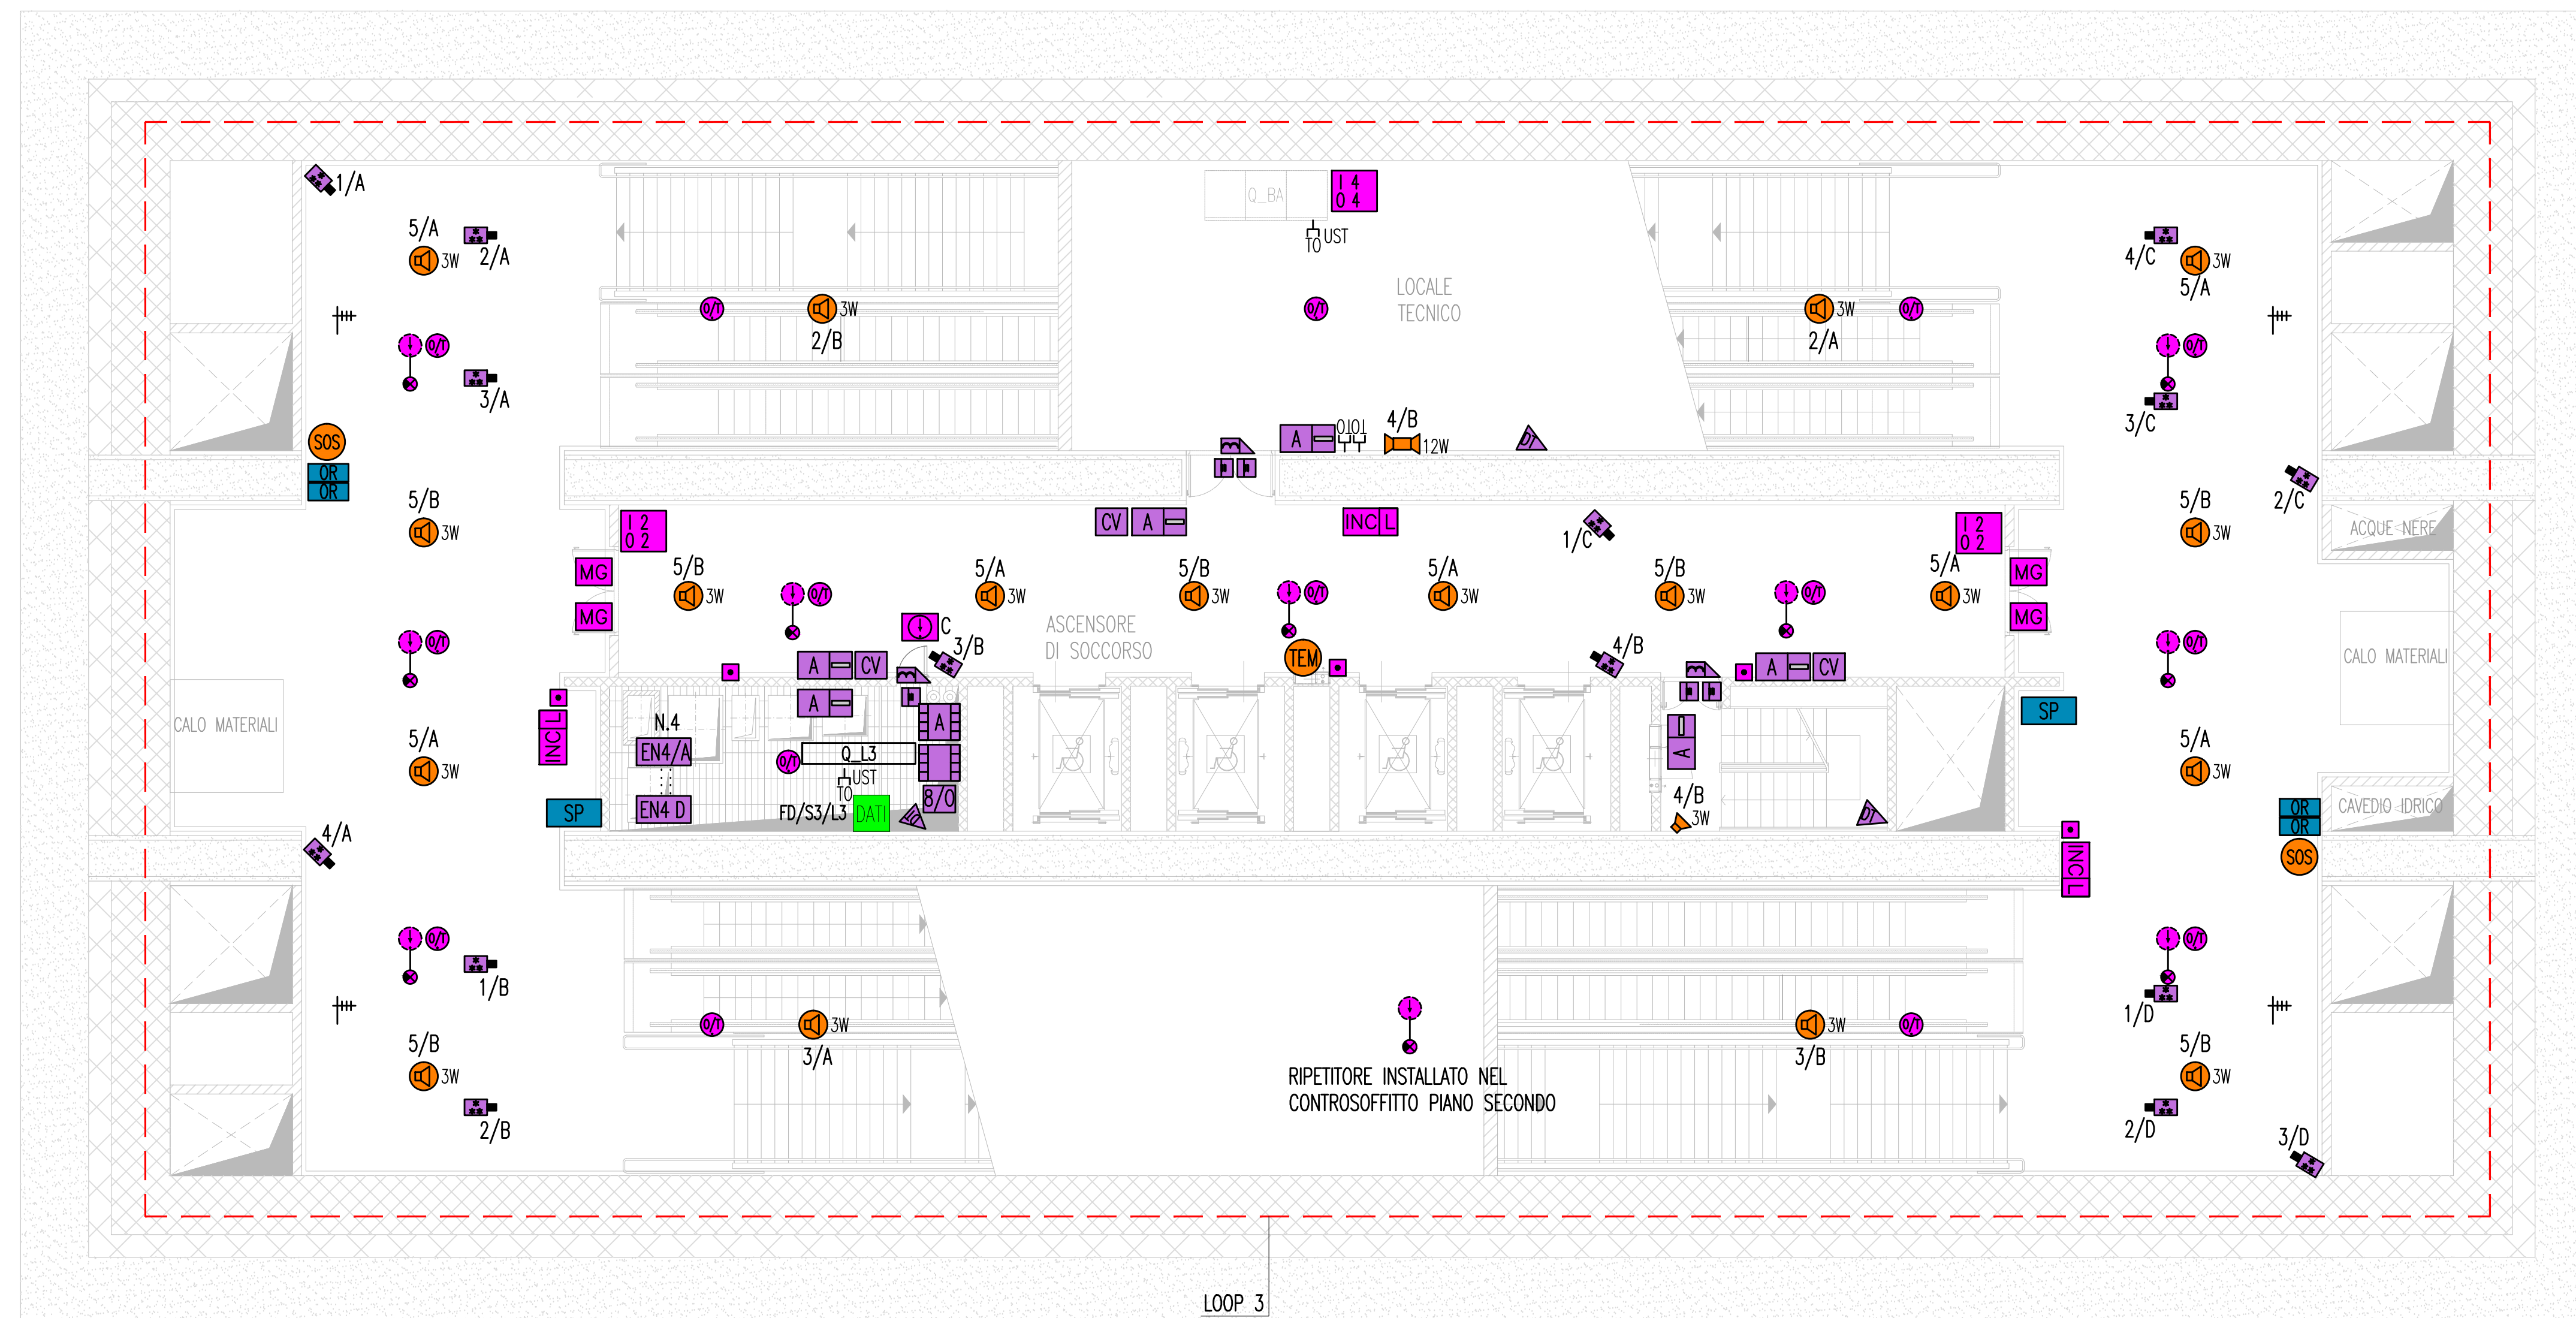 1/A
5/A
3W
2/A
O/T
3W
2/B
Q_BA
I 4
O 4
TO
UST
LOCALE
TECNICO
O/T
3W
2/A
O/T
4/C
3W
5/A
O/T
3/A
O/T
3/C
SOS
OR
OR
A
TO
TO
4/B
12W
DT
2/C
5/B
3W
I 2
O 2
CV
A
INC
L
1/C
I 2
O 2
5/B
3W
ACQUE NERE
MG
MG
5/B
3W
O/T
5/A
3W
5/B
3W
O/T
5/A
3W
5/B
3W
O/T
5/A
3W
MG
MG
C
ASCENSORE
DI SOCCORSO
O/T
A
CV
3/B
TEM
4/B
A
CV
O/T
CALO MATERIALI
CALO MATERIALI
INC
L
A
A
SP
N.4
EN4/A
Q_L3
O/T
UST
TO
A
5/A
3W
5/A
3W
SP
EN4 D
FD/S3/L3
DATI
8/0
4/B
3W
DT
OR
OR
CAVEDIO IDRICO
4/A
INC
L
SOS
O/T
1/B
O/T
1/D
O/T
3W
3/A
3W
3/B
O/T
5/B
3W
2/B
RIPETITORE INSTALLATO NEL
CONTROSOFFITTO PIANO SECONDO
5/B
3W
2/D
3/D
LOOP 3